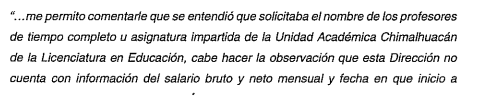 “...me permito comentarle que se entendió que solicitaba el nombre de los profesores
de tiempo completo u asignatura impartida de la Unidad Académica Chimalhuacán
de la Licenciatura en Educación, cabe hacer la observación que esta Dirección no
cuenta con información del salario bruto y neto mensual y fecha en que inicio a